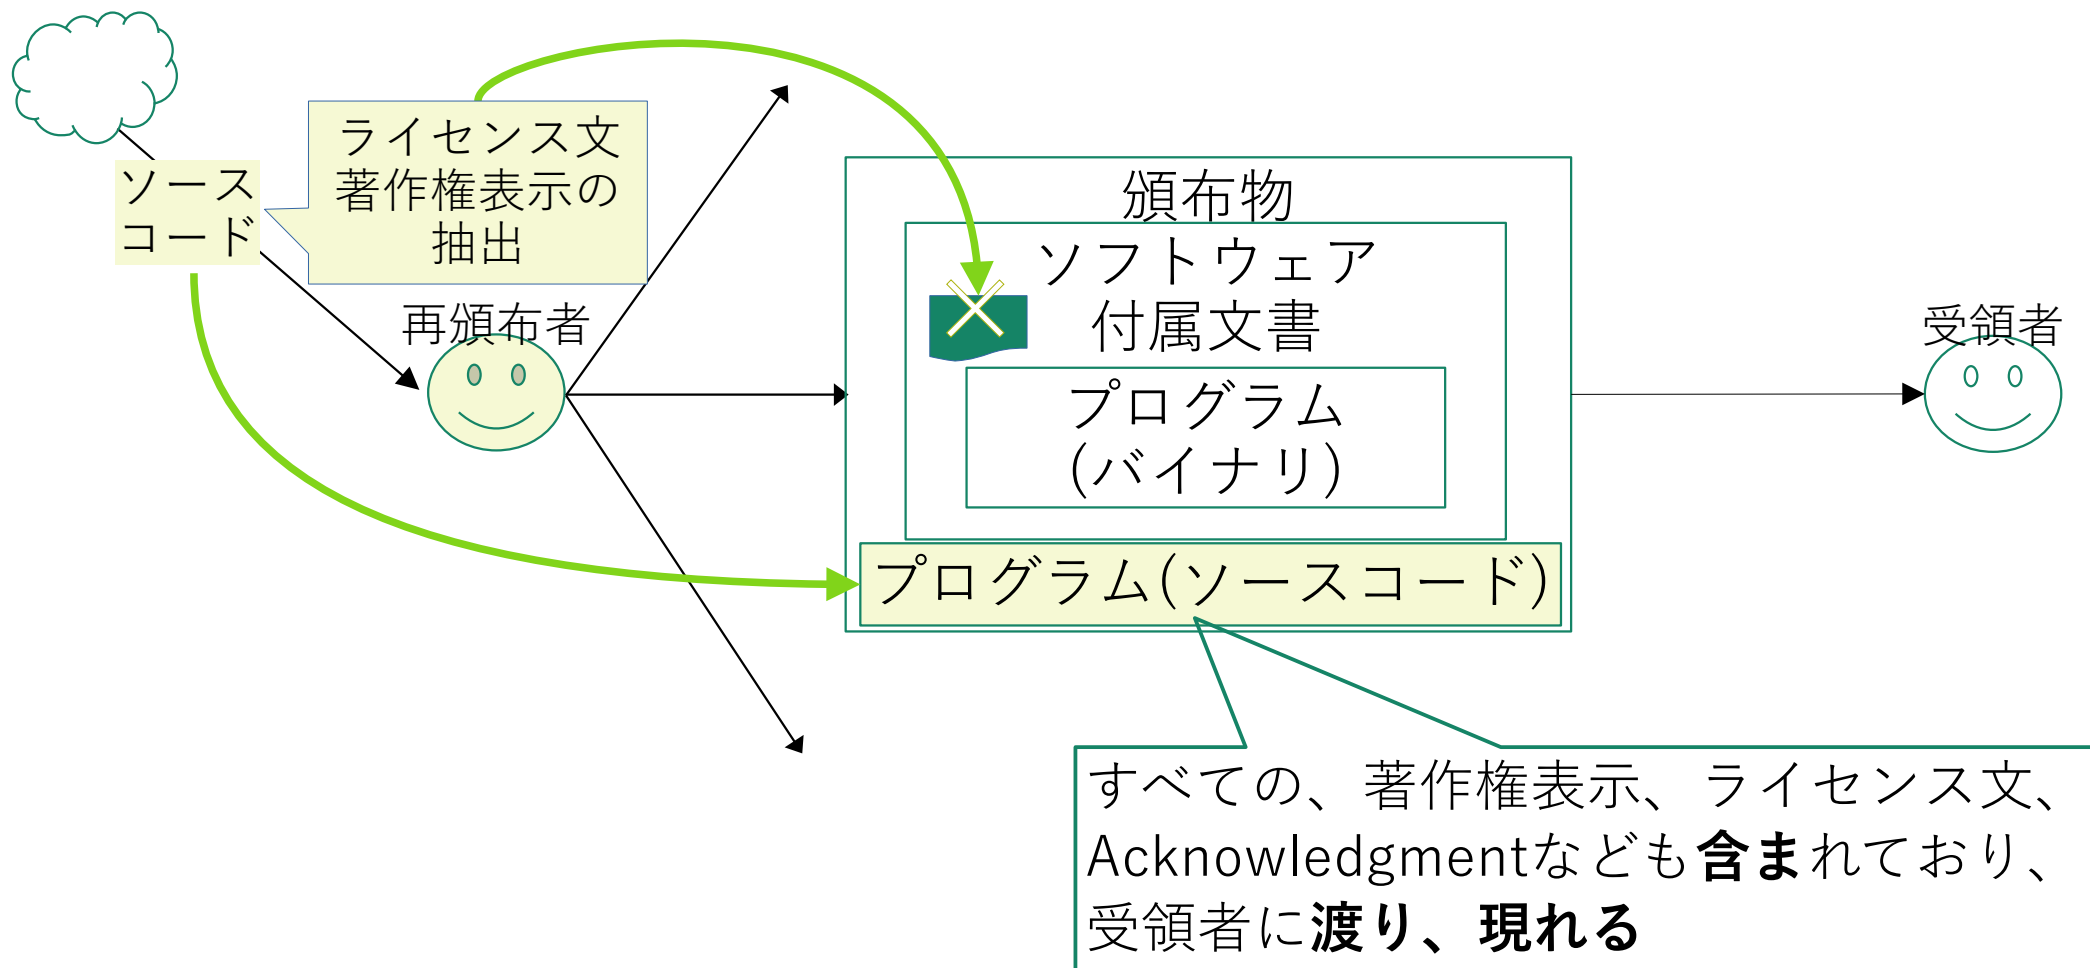 ライセンス文
著作権表示の
抽出
ソース
コード
再頒布者
頒布物
ソフトウェア
付属文書
プログラム
(バイナリ)
プログラム(ソースコード)
受領者
すべての、著作権表示、ライセンス文、
Acknowledgmentなども含まれており、
受領者に渡り、現れる